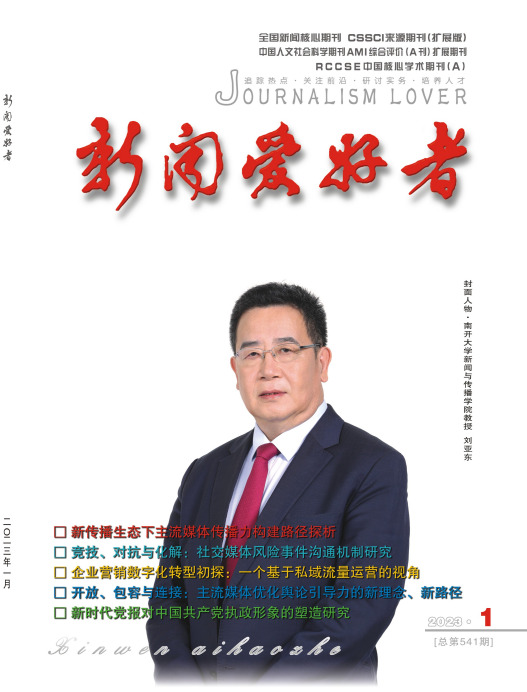 全国新闻核心期刊 CSSCI来源期刊(扩展版)
中国人文社会科学期刊AMI综合评价(A刊)扩展期刊
RCCSE中国核心学术期刊(A)
追踪热点·关注前沿·研讨实务·培养人才
JOURNALISM LOVER
新闻爱好者
新闻爱好者
封面人物·南开大学新闻与传播学院教授 刘亚东
二〇二三年一月
□ 新传播生态下主流媒体传播力构建路径探析
□ 竞技、对抗与化解：社交媒体风险事件沟通机制研究
□ 企业营销数字化转型初探：一个基于私域流量运营的视角
□ 开放、包容与连接：主流媒体优化舆论引导力的新理念、新路径
□ 新时代党报对中国共产党执政形象的塑造研究
2023·1
[总第541期]
Xinwen aihaozhe